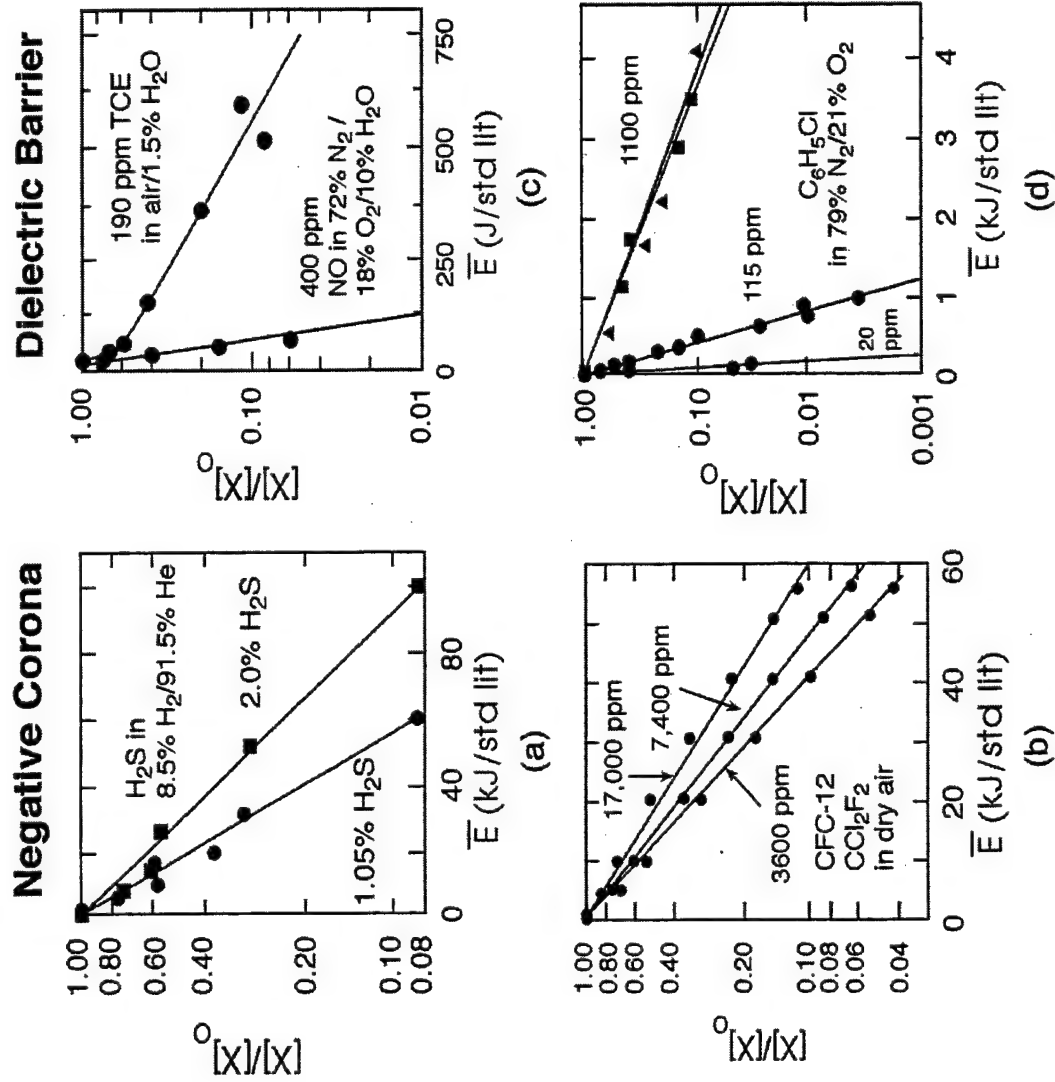 Negative Corona
[X]/[X]O
1.00
0.80
0.60
0.40
0.20
0.10
0.08
H2S in
8.5% H2/91.5% He
2.0% H2S
1.05% H2S
0
40
80
E (kJ/std lit)
(a)
[X]/[X]O
1.00
0.80
0.60
0.40
0.20
0.10
0.08
0.06
0.04
17,000 ppm
7,400 ppm
3600 ppm
CFC-12
CCl2F2
in dry air
0
20
40
60
E (kJ/std lit)
(b)
Dielectric Barrier
[X]/[X]O
1.00
0.10
0.01
190 ppm TCE
in air/1.5% H2O
400 ppm
NO in 72% N2/
18% O2/10% H2O
0
250
500
750
E (J/std lit)
(c)
[X]/[X]O
1.00
0.10
0.01
0.001
1100 ppm
115 ppm
20
ppm
C6H5Cl
in 79% N2/21% O2
0
1
2
4
E (kJ/std lit)
(d)